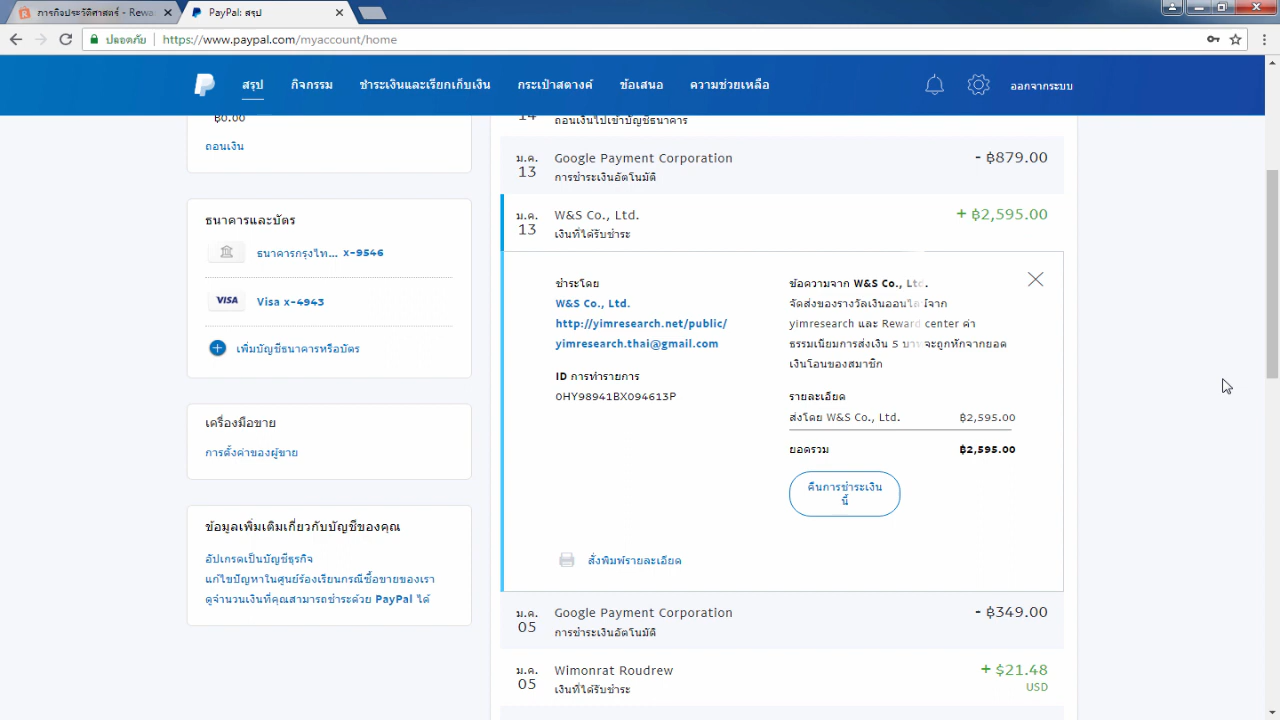 ภารกิจประวัติศาสตร์ - Rewa
PayPal: สรุป
ปลอดภัย
https://www.paypal.com/myaccount/home
สรุป
กิจกรรม
ชำระเงินและเรียกเก็บเงิน
กระเป๋าสตางค์
ข้อเสนอ
ความช่วยเหลือ
ออกจากระบบ
฿0.00
ถอนเงิน
ธนาคารและบัตร
ธนาคารกรุงไท... x-9546
VISA
Visa x-4943
เพิ่มบัญชีธนาคารหรือบัตร
เครื่องมือขาย
การตั้งค่าของผู้ขาย
ข้อมูลเพิ่มเติมเกี่ยวกับบัญชีของคุณ
อัปเกรดเป็นบัญชีธุรกิจ
แก้ไขปัญหาในศูนย์ร้องเรียนกรณีซื้อขายของเรา
ดูจำนวนเงินที่คุณสามารถชำระด้วย PayPal ได้
14
ถอนเงินไปเข้าบัญชีธนาคาร
ม.ค.
13
Google Payment Corporation
การชำระเงินอัตโนมัติ
- ฿879.00
ม.ค.
13
W&S Co., Ltd.
เงินที่ได้รับชำระ
+ ฿2,595.00
ชำระโดย
W&S Co., Ltd.
http://yimresearch.net/public/
yimresearch.thai@gmail.com
ID การทำรายการ
0HY98941BX094613P
ข้อความจาก W&S Co., Ltd.
จัดส่งของรางวัลเงินออนไลน์จาก
yimresearch และ Reward center ค่า
ธรรมเนียมการส่งเงิน 5 บาทจะถูกหักจากยอด
เงินโอนของสมาชิก
รายละเอียด
ส่งโดย W&S Co., Ltd. ฿2,595.00
ยอดรวม ฿2,595.00
คืนการชำระเงิน
นี้
สั่งพิมพ์รายละเอียด
ม.ค.
05
Google Payment Corporation
การชำระเงินอัตโนมัติ
- ฿349.00
ม.ค.
05
Wimonrat Roudrew
เงินที่ได้รับชำระ
+ $21.48
USD